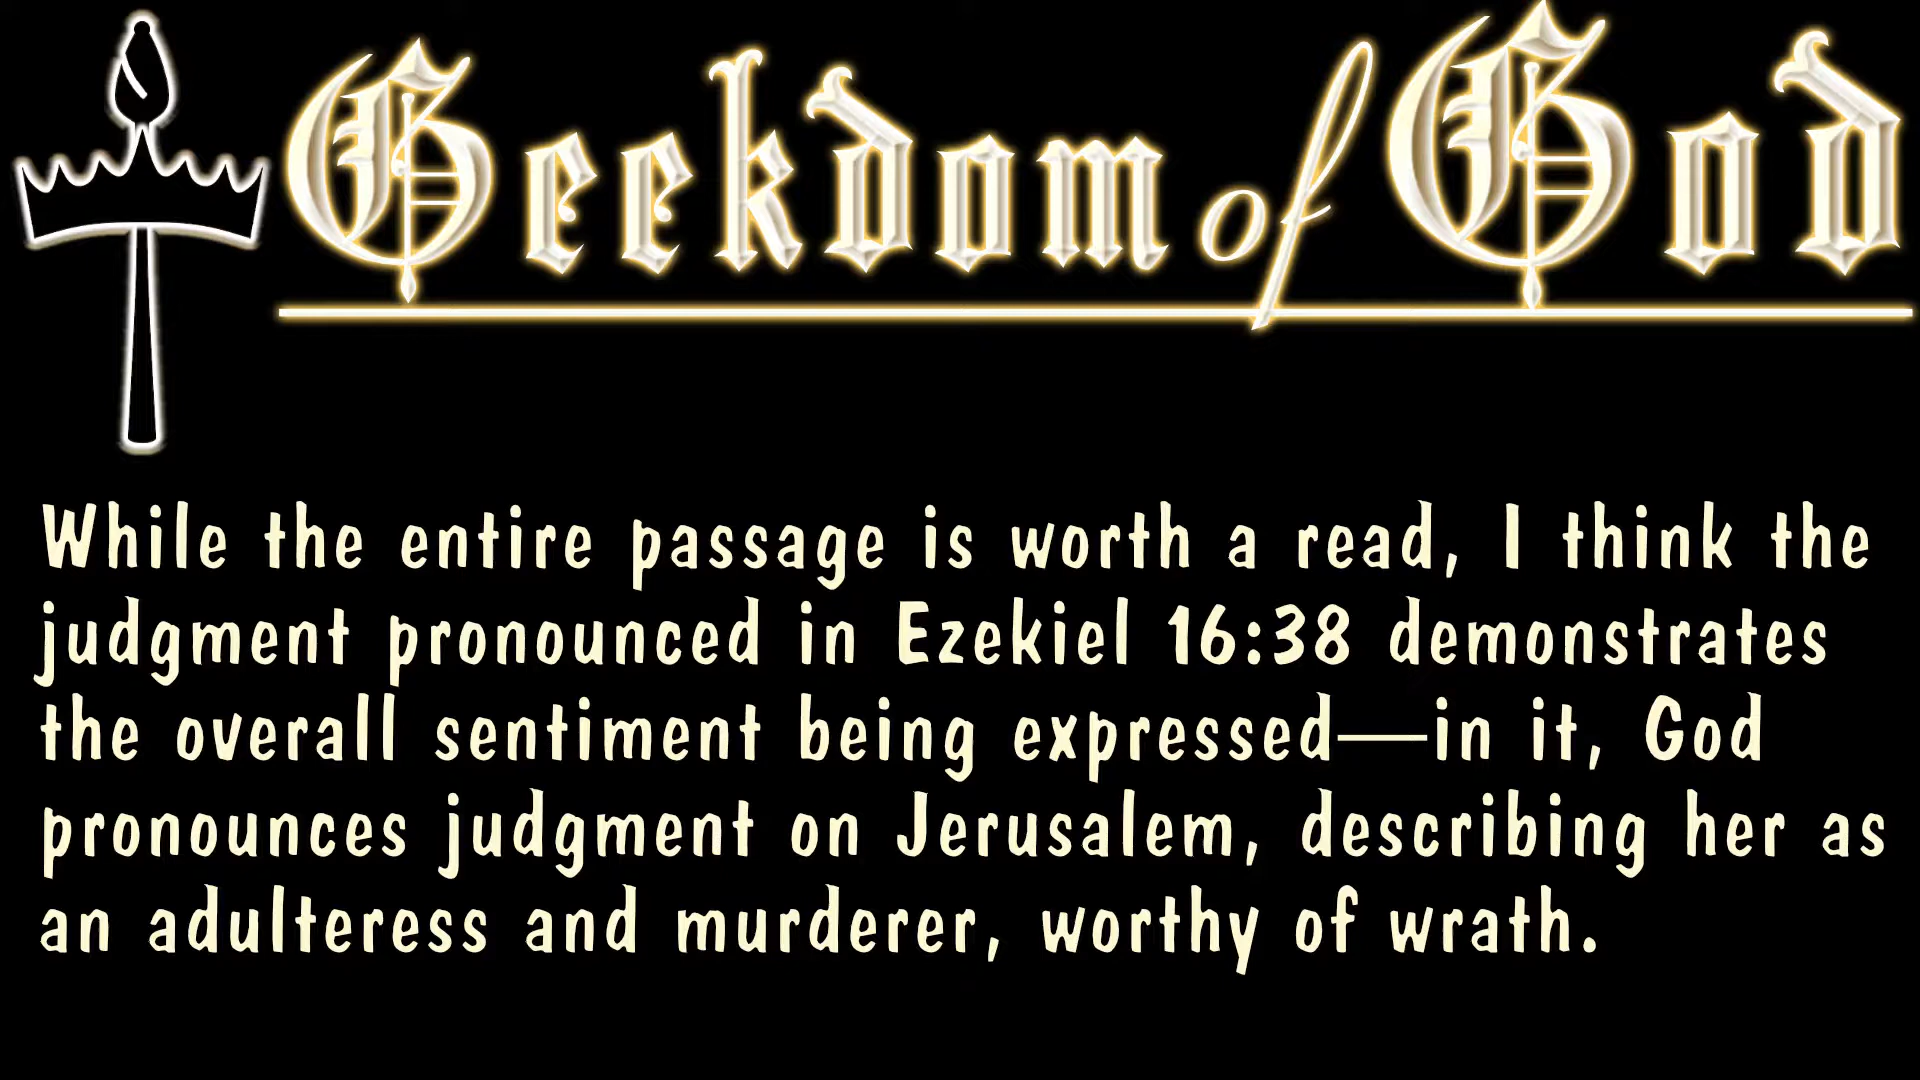 Geekdom of God
While the entire passage is worth a read, I think the
judgment pronounced in Ezekiel 16:38 demonstrates
the overall sentiment being expressed—in it, God
pronounces judgment on Jerusalem, describing her as
an adulteress and murderer, worthy of wrath.